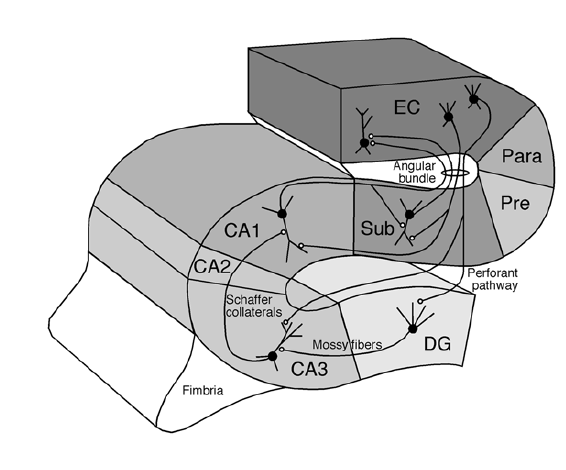 EC
Para
Angular
bundle
Pre
Sub
CA1
CA2
Perforant
pathway
Schaffer
collaterals
Mossy fibers
DG
CA3
Fimbria